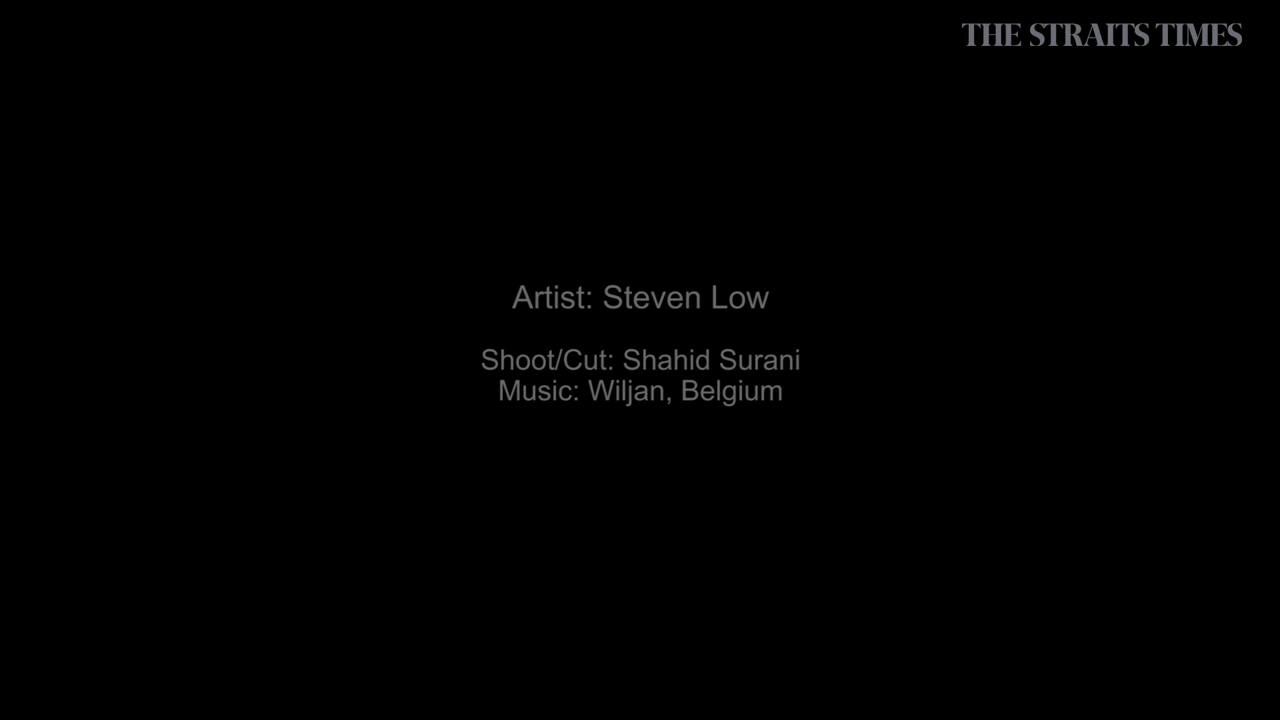 THE STRAITS TIMES
Artist: Steven Low
Shoot/Cut: Shahid Surani
Music: Wiljan, Belgium